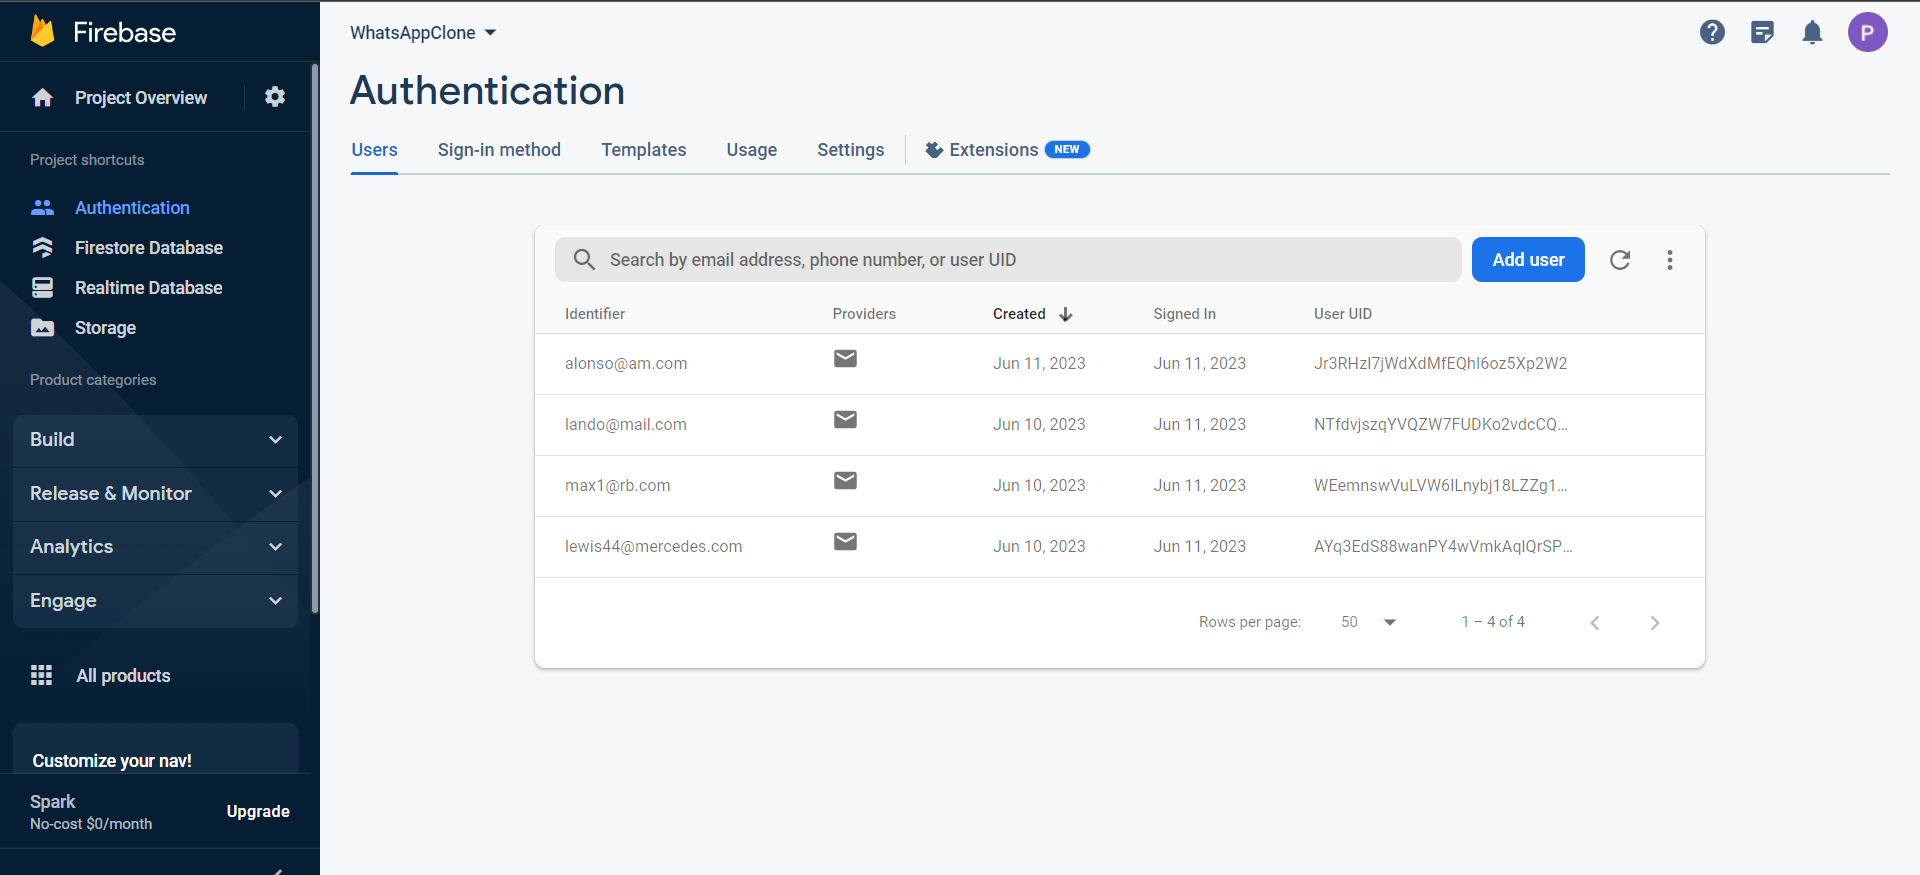 Firebase
Project Overview
Project shortcuts
Authentication
Firestore Database
Realtime Database
Storage
Product categories
Build
Release & Monitor
Analytics
Engage
All products
Customize your nav!
Spark
No-cost $0/month
Upgrade
WhatsAppClone
P
Authentication
Users Sign-in method Templates Usage Settings Extensions NEW
Search by email address, phone number, or user UID Add user
Identifier Providers Created Signed In User UID
alonso@am.com Jun 11, 2023 Jun 11, 2023 Jr3RHzI7jWdXdMfEQhI6oz5Xp2W2
lando@mail.com Jun 10, 2023 Jun 11, 2023 NTfdvjszqYVQZW7FUDKo2vdcCQ...
max1@rb.com Jun 10, 2023 Jun 11, 2023 WEemnswVuLVW6ILnybj18LZZg1...
lewis44@mercedes.com Jun 10, 2023 Jun 11, 2023 AYq3EdS88wanPY4wVmkAqlQrSP...
Rows per page: 50 1 – 4 of 4